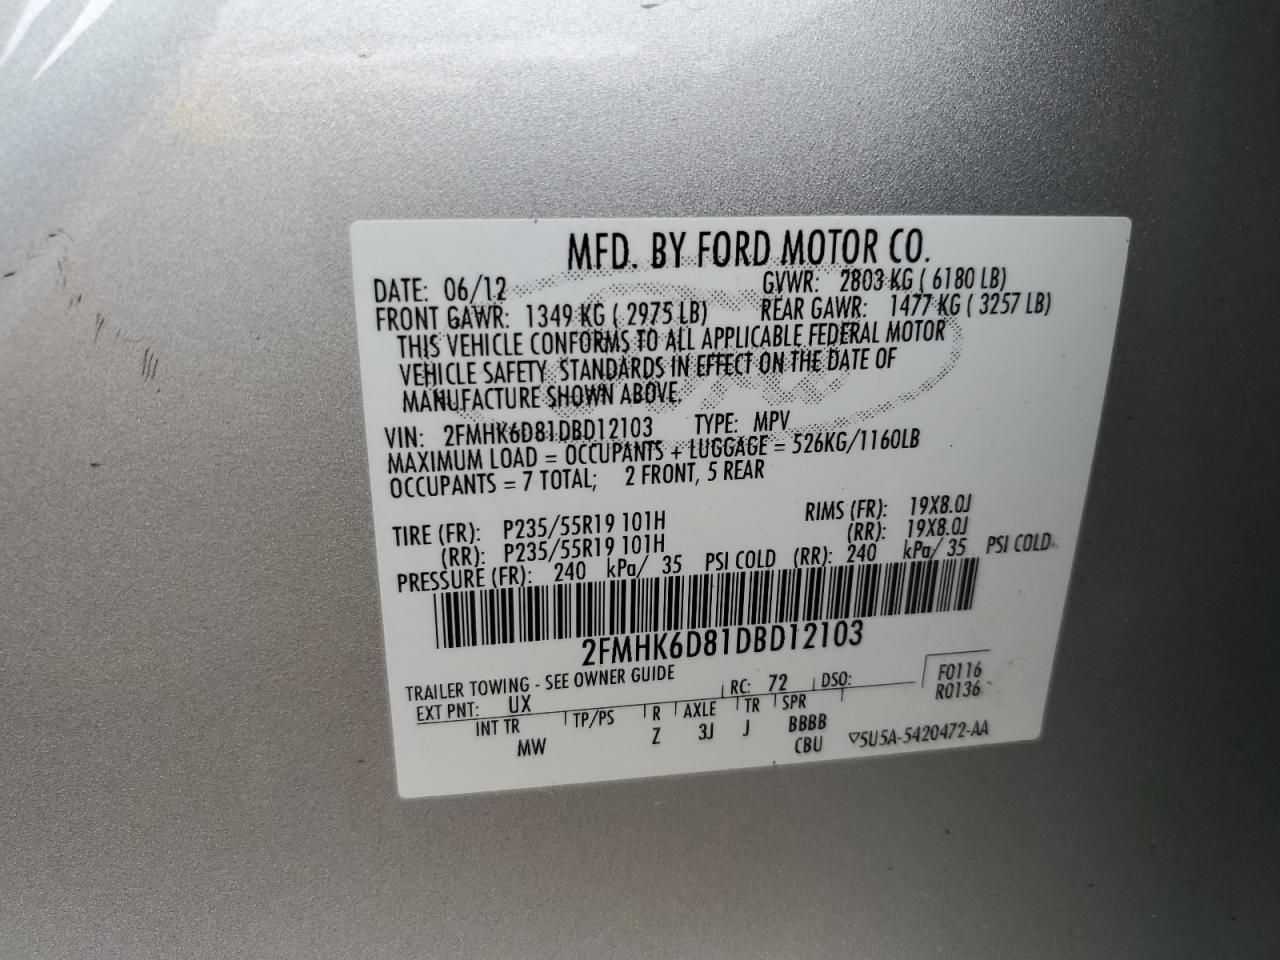 MFD. BY FORD MOTOR CO.
DATE: 06/12 GVWR: 2803 KG ( 6180 LB)
FRONT GAWR: 1349 KG ( 2975 LB) REAR GAWR: 1477 KG ( 3257 LB)
THIS VEHICLE CONFORMS TO ALL APPLICABLE FEDERAL MOTOR
VEHICLE SAFETY STANDARDS IN EFFECT ON THE DATE OF
MANUFACTURE SHOWN ABOVE.
VIN: 2FMHK6D81DBD12103 TYPE: MPV
MAXIMUM LOAD = OCCUPANTS + LUGGAGE = 526KG/1160LB
OCCUPANTS = 7 TOTAL; 2 FRONT, 5 REAR
TIRE (FR): P235/55R19 101H RIMS (FR): 19X8.0J
(RR): P235/55R19 101H (RR): 19X8.0J
PRESSURE (FR): 240 kPa/ 35 PSI COLD (RR): 240 kPa/ 35 PSI COLD
2FMHK6D81DBD12103
TRAILER TOWING - SEE OWNER GUIDE
EXT PNT: UX RC: 72 DSO: F0116
R0136
INT TR TP/PS R AXLE TR SPR
MW Z 3J J BBBB
CBU ▽5U5A-5420472-AA